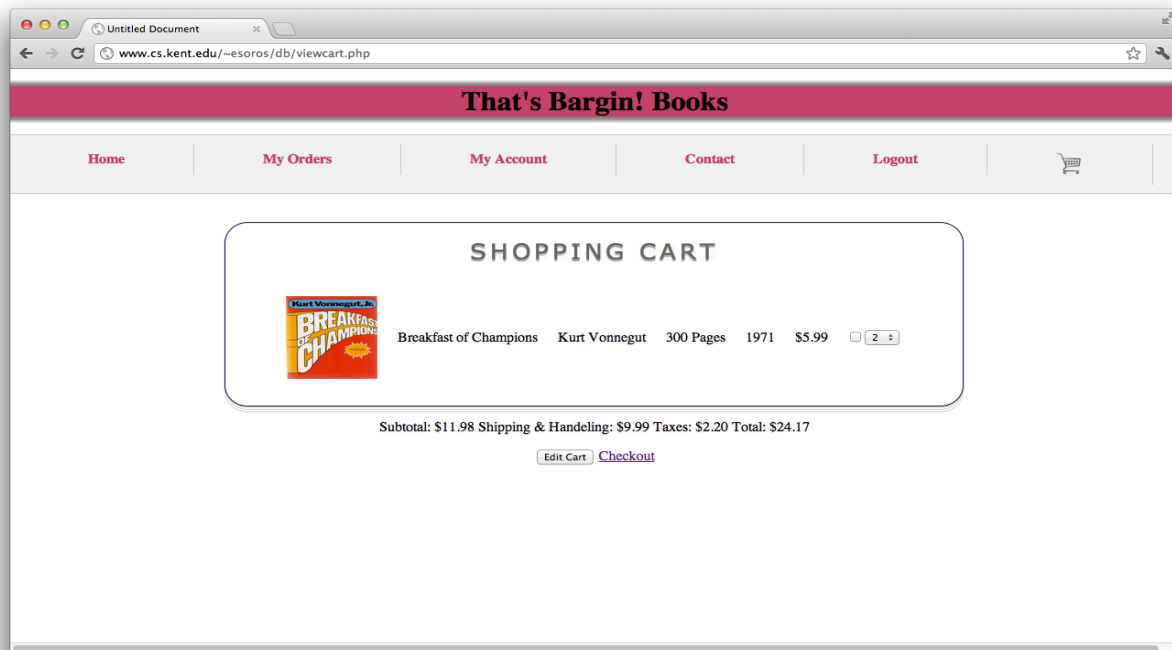 Untitled Document
www.cs.kent.edu/~esoros/db/viewcart.php
That's Bargin! Books
Home My Orders My Account Contact Logout
SHOPPING CART
Kurt Vonnegut, Jr.
BREAKFAST
OF
CHAMPIONS
Breakfast of Champions Kurt Vonnegut 300 Pages 1971 $5.99 2
Subtotal: $11.98 Shipping & Handeling: $9.99 Taxes: $2.20 Total: $24.17
Edit Cart Checkout